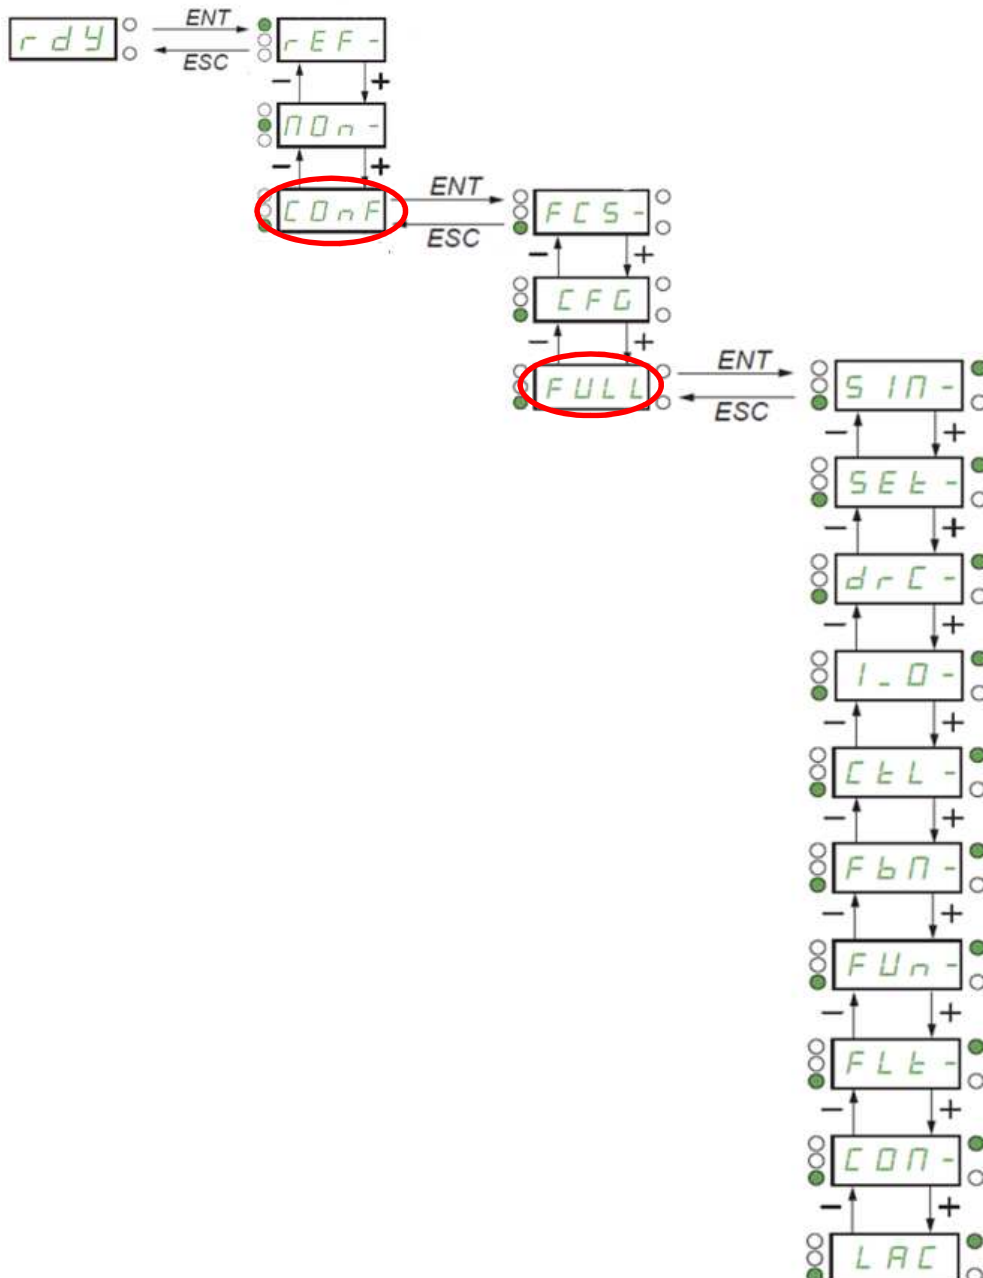 rdY
ENT
ESC
rEF-
- +
MOn-
- +
COnF
ENT
ESC
FCS-
- +
CFG
- +
FULL
ENT
ESC
SIM-
- +
SEt-
- +
drC-
- +
I_O-
- +
CtL-
- +
FbM-
- +
FUn-
- +
FLt-
- +
COM-
- +
LAC